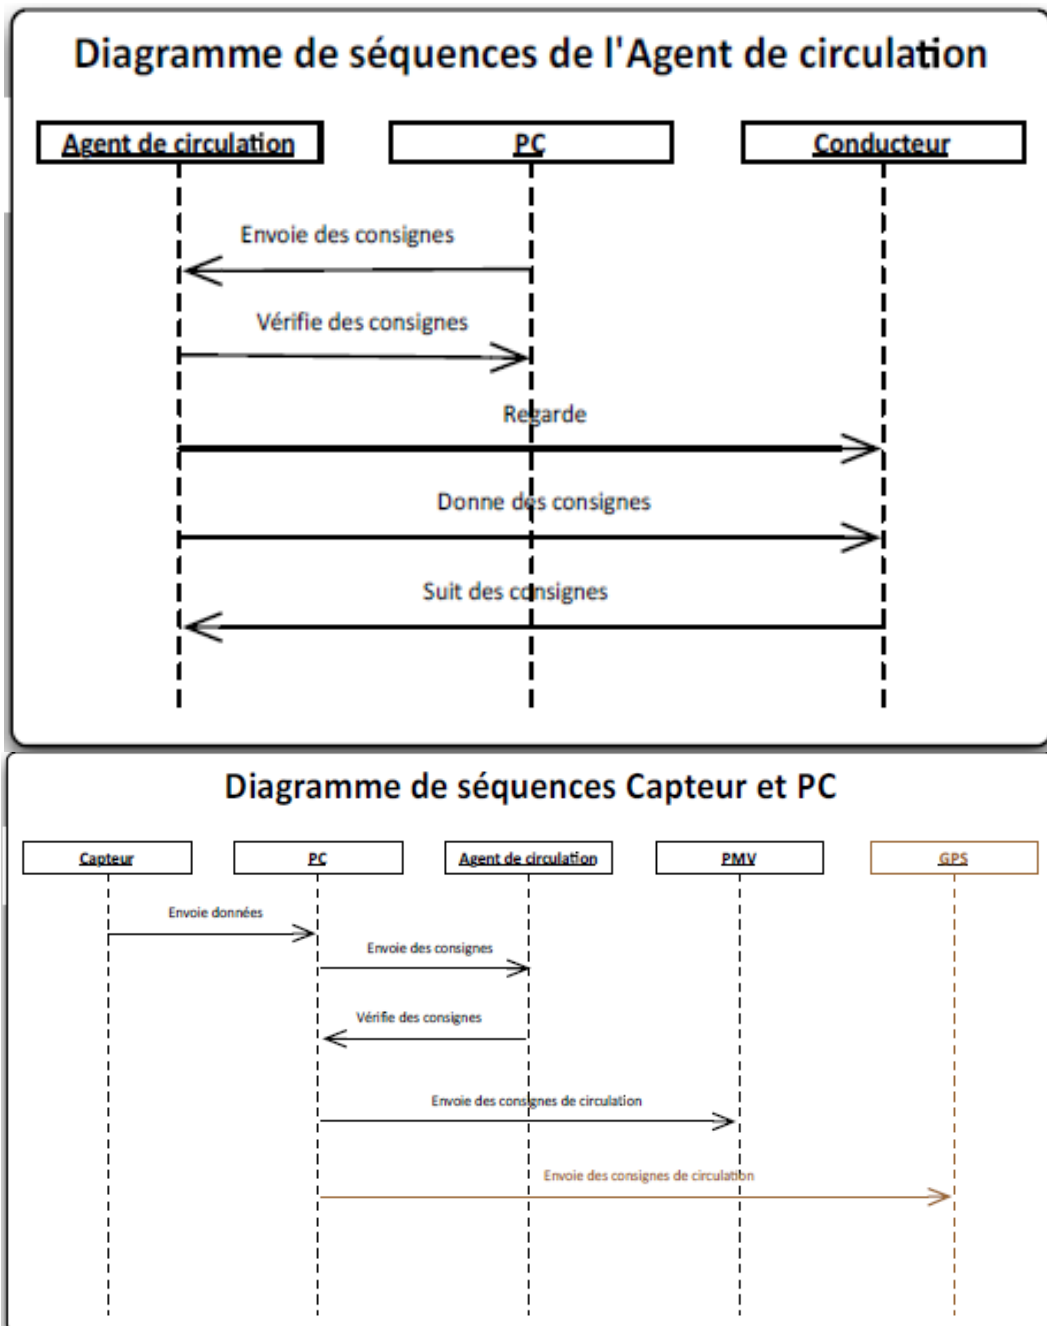 Diagramme de séquences de l'Agent de circulation
Agent de circulation
PC
Conducteur
Envoie des consignes
Vérifie des consignes
Regarde
Donne des consignes
Suit des consignes
Diagramme de séquences Capteur et PC
Capteur
PC
Agent de circulation
PMV
GPS
Envoie données
Envoie des consignes
Vérifie des consignes
Envoie des consignes de circulation
Envoie des consignes de circulation